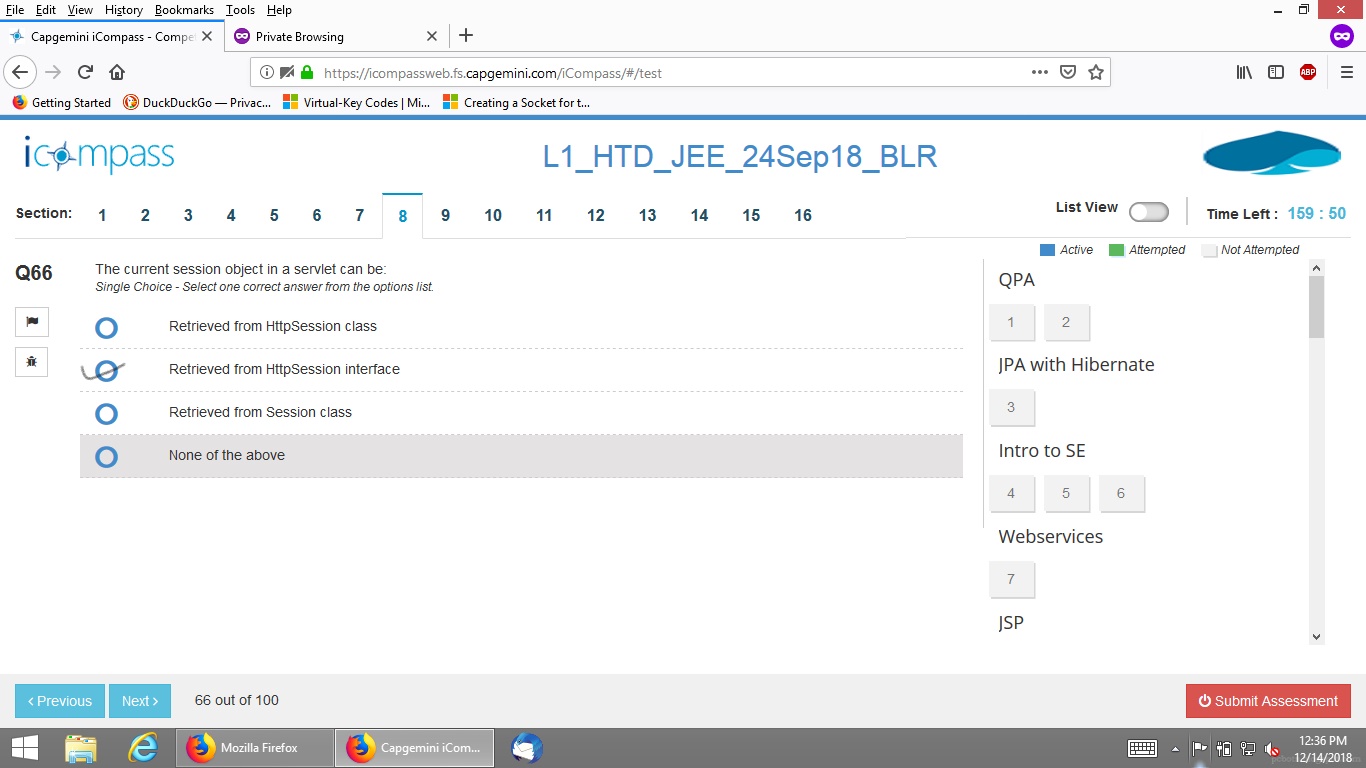 File Edit View History Bookmarks Tools Help
Capgemini iCompass - Compe
Private Browsing
https://icompassweb.fs.capgemini.com/iCompass/#/test
ABP
Getting Started
DuckDuckGo — Privac...
Virtual-Key Codes | Mi...
Creating a Socket for t...
icompass
L1_HTD_JEE_24Sep18_BLR
Section: 1 2 3 4 5 6 7 8 9 10 11 12 13 14 15 16
List View
Time Left : 159 : 50
Active Attempted Not Attempted
Q66
The current session object in a servlet can be:
Single Choice - Select one correct answer from the options list.
Retrieved from HttpSession class
Retrieved from HttpSession interface
Retrieved from Session class
None of the above
QPA
1 2
JPA with Hibernate
3
Intro to SE
4 5 6
Webservices
7
JSP
‹ Previous
Next ›
66 out of 100
Submit Assessment
Mozilla Firefox
Capgemini iCom...
12:36 PM
12/14/2018